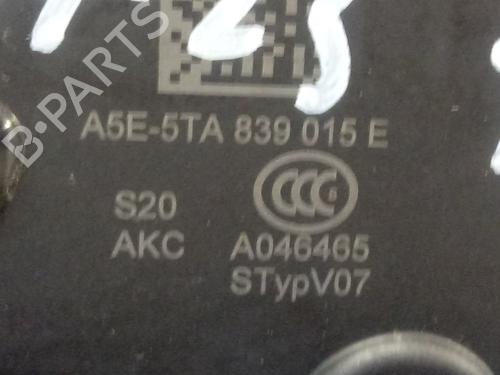 A5E-5TA 839 015 E
S20
CCC
AKC A046465
STypV07
B-PARTS